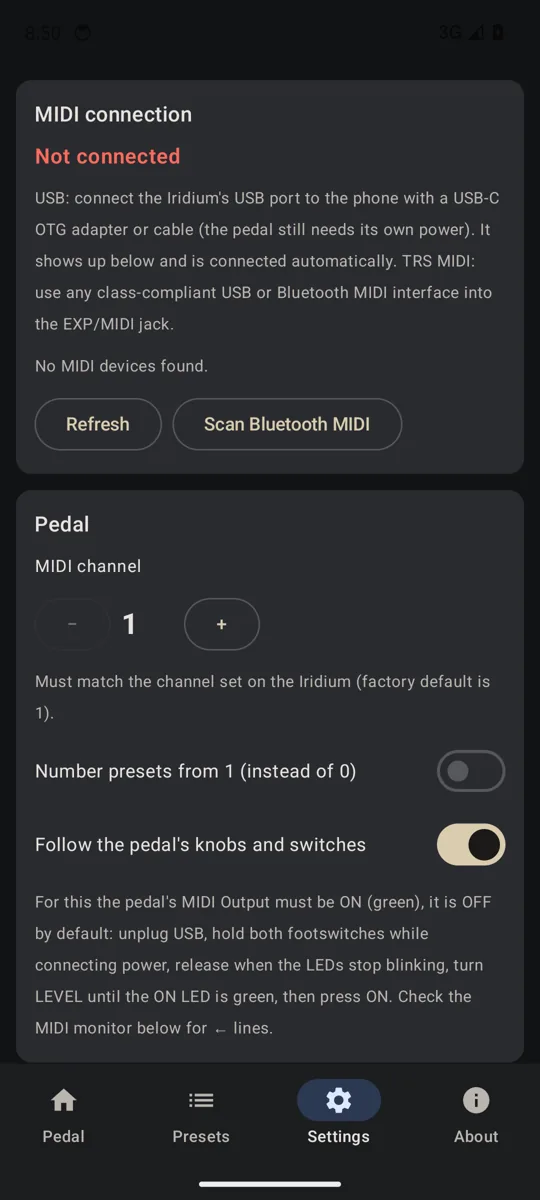 8:50
3G
MIDI connection
Not connected
USB: connect the Iridium's USB port to the phone with a USB-C
OTG adapter or cable (the pedal still needs its own power). It
shows up below and is connected automatically. TRS MIDI:
use any class-compliant USB or Bluetooth MIDI interface into
the EXP/MIDI jack.
No MIDI devices found.
Refresh
Scan Bluetooth MIDI
Pedal
MIDI channel
− 1 +
Must match the channel set on the Iridium (factory default is
1).
Number presets from 1 (instead of 0)
Follow the pedal's knobs and switches
For this the pedal's MIDI Output must be ON (green), it is OFF
by default: unplug USB, hold both footswitches while
connecting power, release when the LEDs stop blinking, turn
LEVEL until the ON LED is green, then press ON. Check the
MIDI monitor below for ← lines.
Pedal
Presets
Settings
About